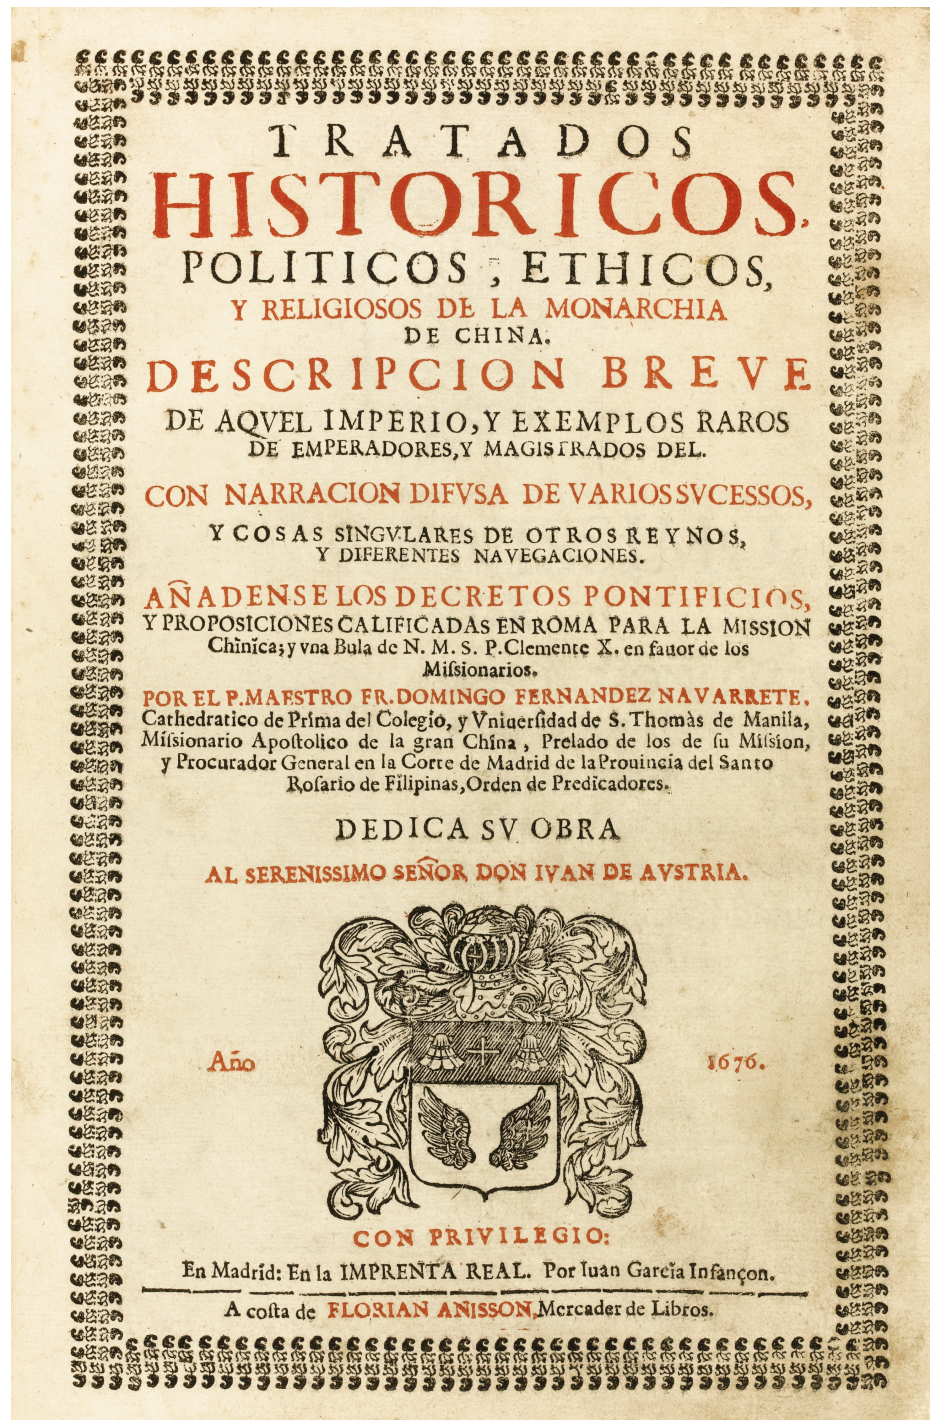 TRATADOS
HISTORICOS,
POLITICOS, ETHICOS,
Y RELIGIOSOS DE LA MONARCHIA
DE CHINA.
DESCRIPCION BREVE
DE AQVEL IMPERIO, Y EXEMPLOS RAROS
DE EMPERADORES, Y MAGISTRADOS DEL.
CON NARRACION DIFVSA DE VARIOS SVCESSOS,
Y COSAS SINGVLARES DE OTROS REYNOS,
Y DIFERENTES NAVEGACIONES.
AÑADENSE LOS DECRETOS PONTIFICIOS,
Y PROPOSICIONES CALIFICADAS EN ROMA PARA LA MISSION
Chinica; y vna Bula de N. M. S. P. Clemente X. en fauor de los
Miſsionarios.
POR EL P. MAESTRO FR. DOMINGO FERNANDEZ NAVARRETE,
Cathedratico de Prima del Colegio, y Vniuerſidad de S. Thomàs de Manila,
Miſsionario Apoſtolico de la gran China, Prelado de los de ſu Miſsion,
y Procurador General en la Corte de Madrid de la Prouincia del Santo
Roſario de Filipinas, Orden de Predicadores.
DEDICA SV OBRA
AL SERENISSIMO SEÑOR DON IVAN DE AVSTRIA.
Año 1676.
CON PRIVILEGIO:
En Madrid: En la IMPRENTA REAL. Por Iuan Garcia Infançon.
A coſta de FLORIAN ANISSON, Mercader de Libros.